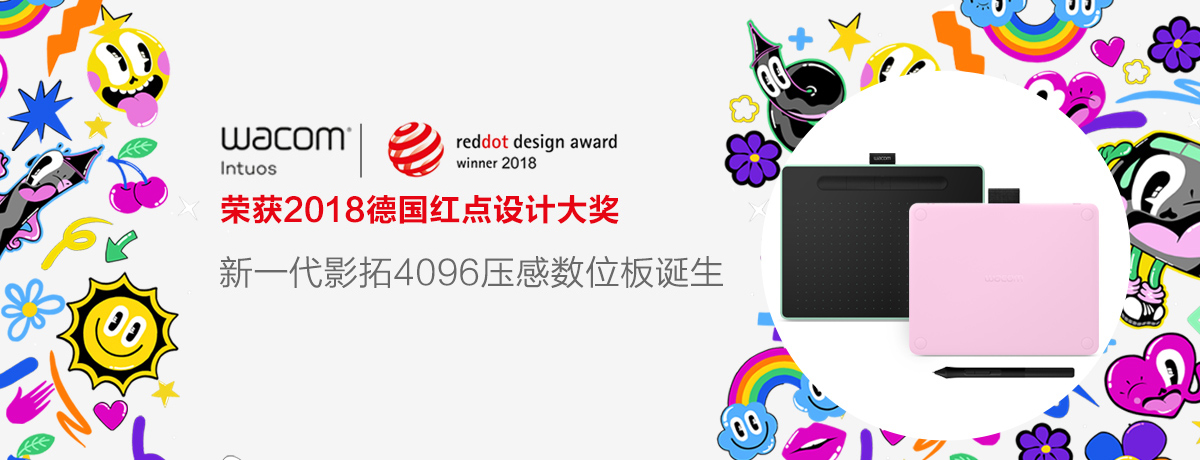 wacom®
Intuos
reddot design award
winner 2018
荣获2018德国红点设计大奖
新一代影拓4096压感数位板诞生
wacom
wacom